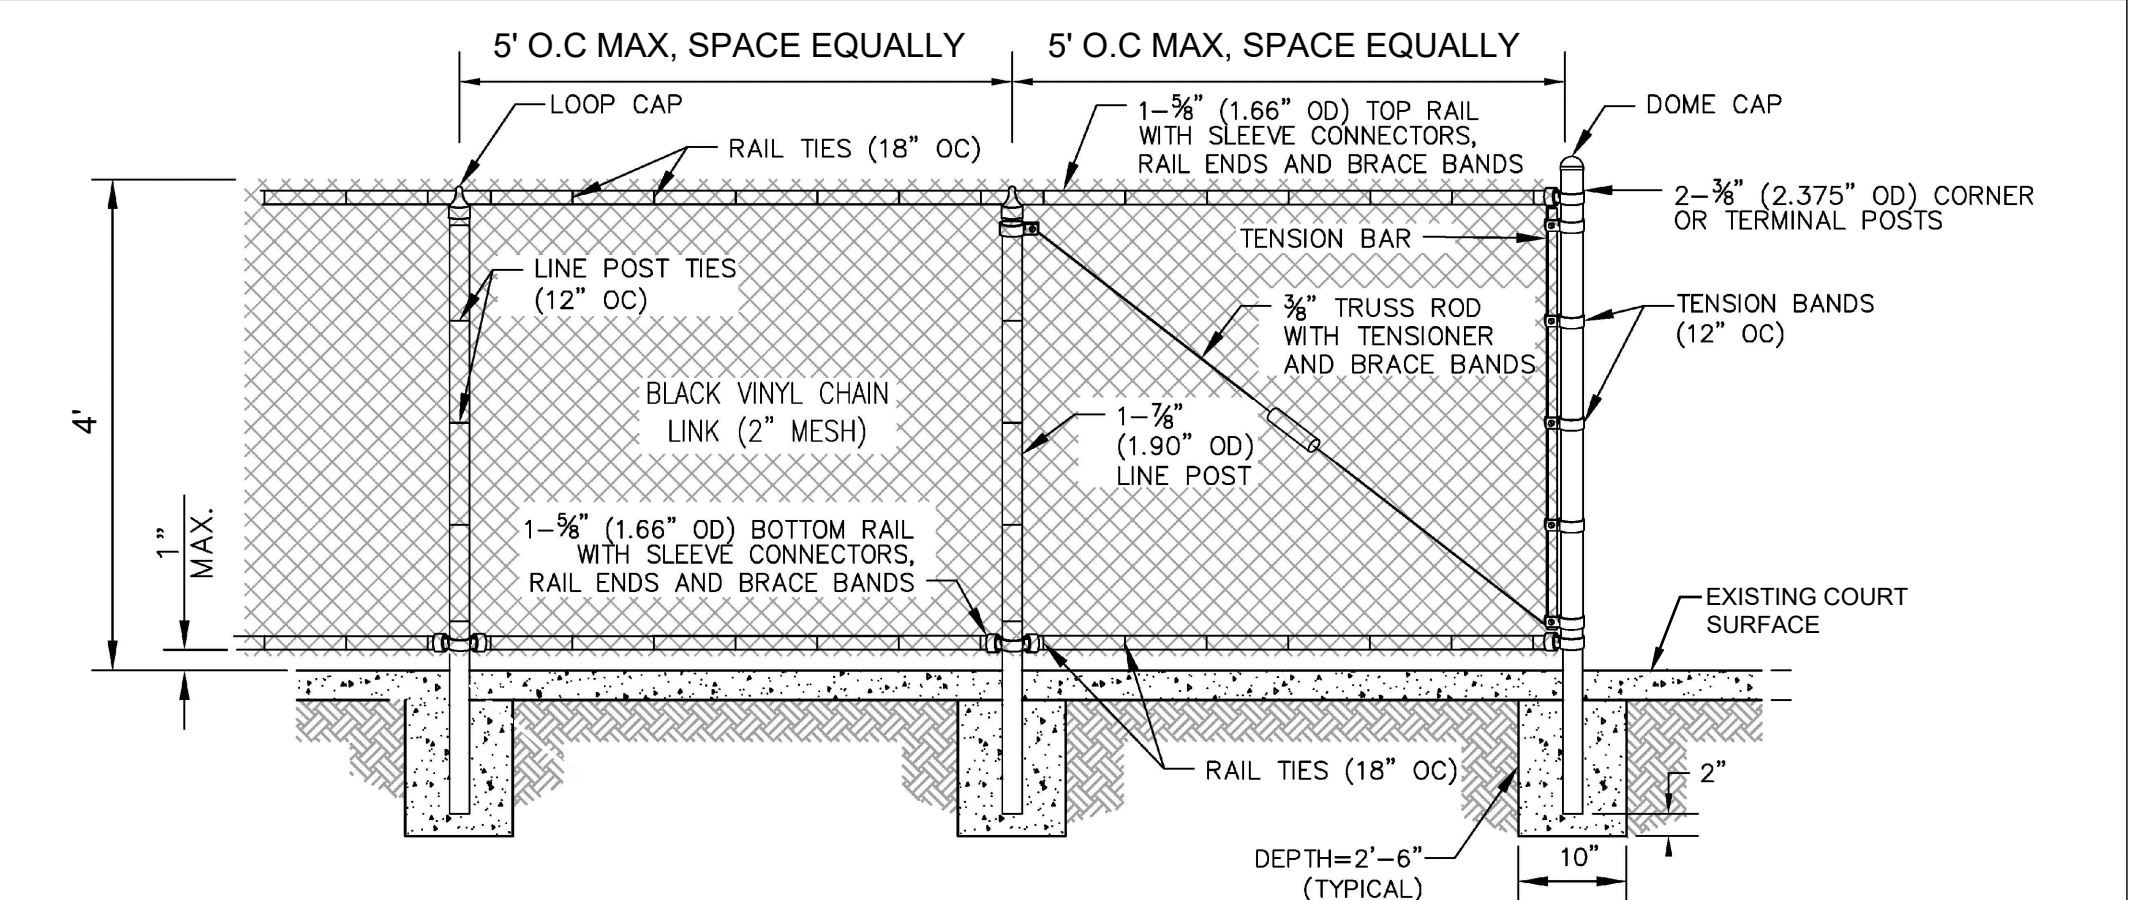 5' O.C MAX, SPACE EQUALLY
5' O.C MAX, SPACE EQUALLY
LOOP CAP
RAIL TIES (18” OC)
1–⅝” (1.66” OD) TOP RAIL
WITH SLEEVE CONNECTORS,
RAIL ENDS AND BRACE BANDS
DOME CAP
2–⅜” (2.375” OD) CORNER
OR TERMINAL POSTS
TENSION BAR
LINE POST TIES
(12” OC)
⅜” TRUSS ROD
WITH TENSIONER
AND BRACE BANDS
TENSION BANDS
(12” OC)
4'
BLACK VINYL CHAIN
LINK (2” MESH)
1–⅞”
(1.90” OD)
LINE POST
1”
MAX.
1–⅝” (1.66” OD) BOTTOM RAIL
WITH SLEEVE CONNECTORS,
RAIL ENDS AND BRACE BANDS
EXISTING COURT
SURFACE
RAIL TIES (18” OC)
2”
DEPTH=2’–6”
(TYPICAL)
10”